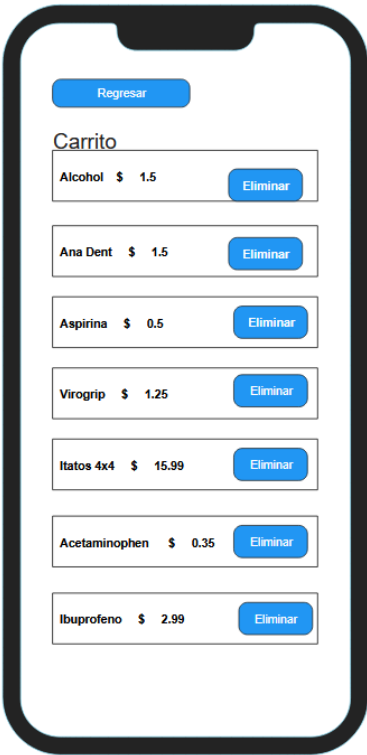 Regresar
Carrito
Alcohol $ 1.5 Eliminar
Ana Dent $ 1.5 Eliminar
Aspirina $ 0.5 Eliminar
Virogrip $ 1.25 Eliminar
Itatos 4x4 $ 15.99 Eliminar
Acetaminophen $ 0.35 Eliminar
Ibuprofeno $ 2.99 Eliminar